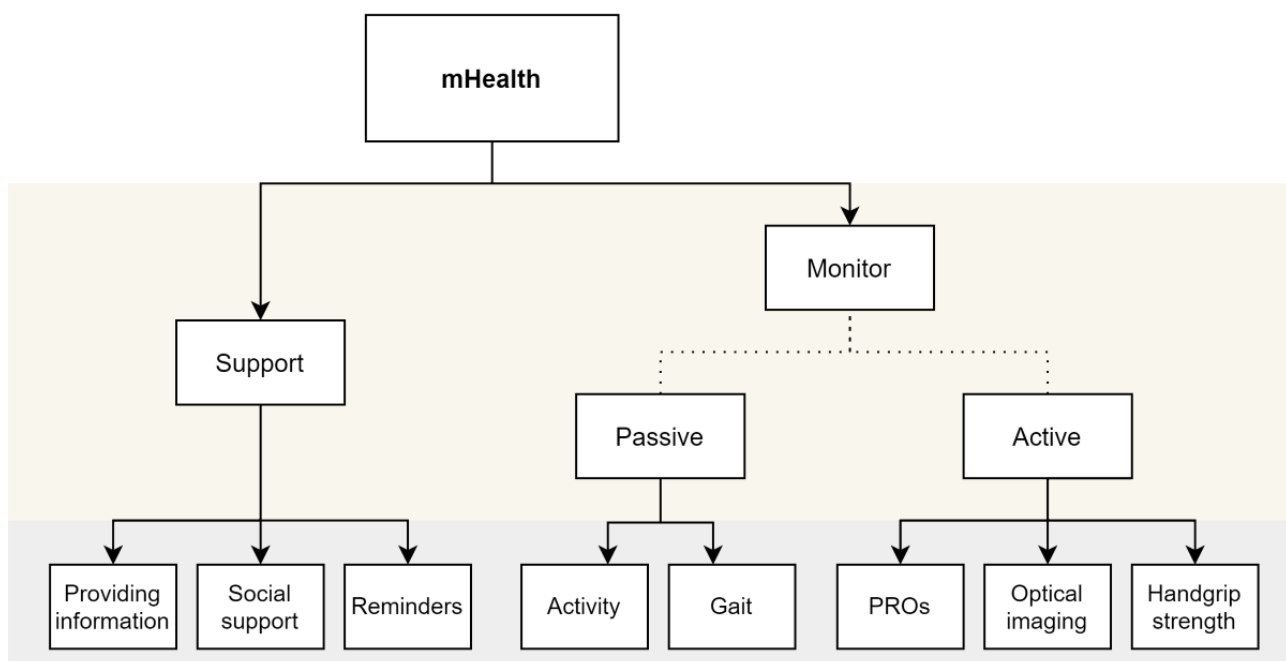 mHealth
Monitor
Support
Passive
Active
Providing
information
Social
support
Reminders
Activity
Gait
PROs
Optical
imaging
Handgrip
strength